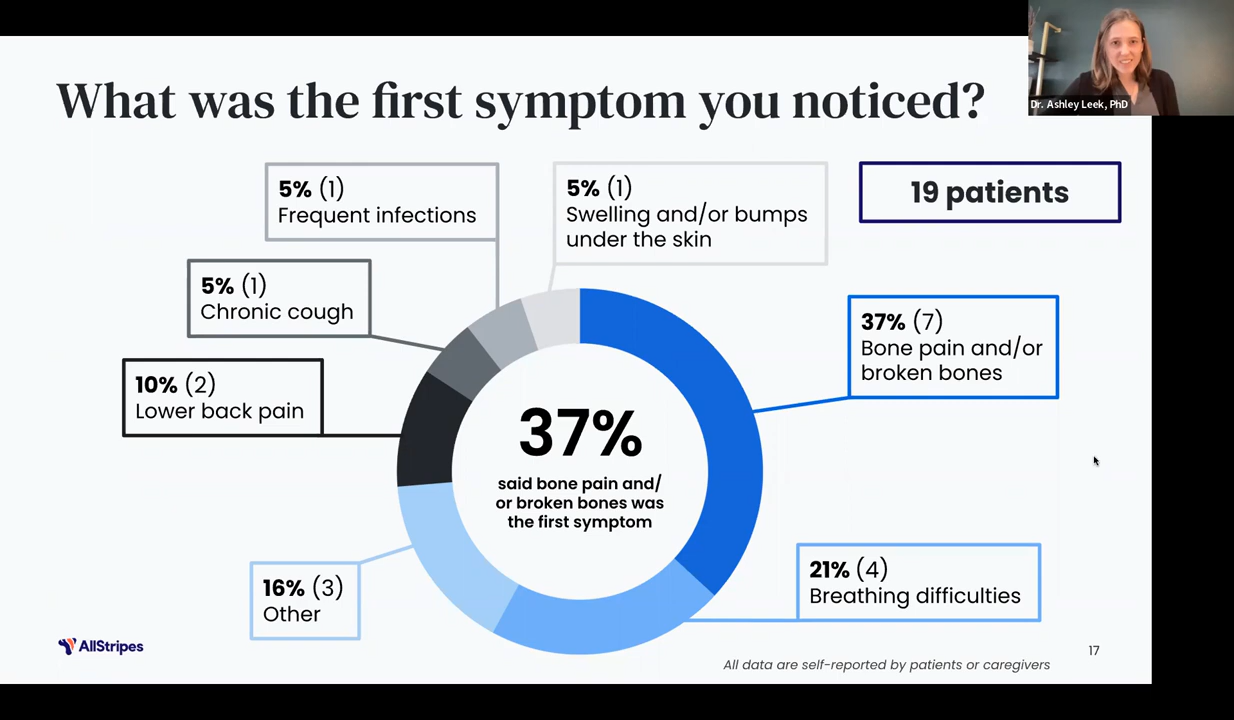 What was the first symptom you noticed?
Dr. Ashley Leek, PhD
5% (1)
Frequent infections
5% (1)
Swelling and/or bumps
under the skin
19 patients
5% (1)
Chronic cough
37% (7)
Bone pain and/or
broken bones
10% (2)
Lower back pain
37%
said bone pain and/
or broken bones was
the first symptom
16% (3)
Other
21% (4)
Breathing difficulties
AllStripes
17
All data are self-reported by patients or caregivers